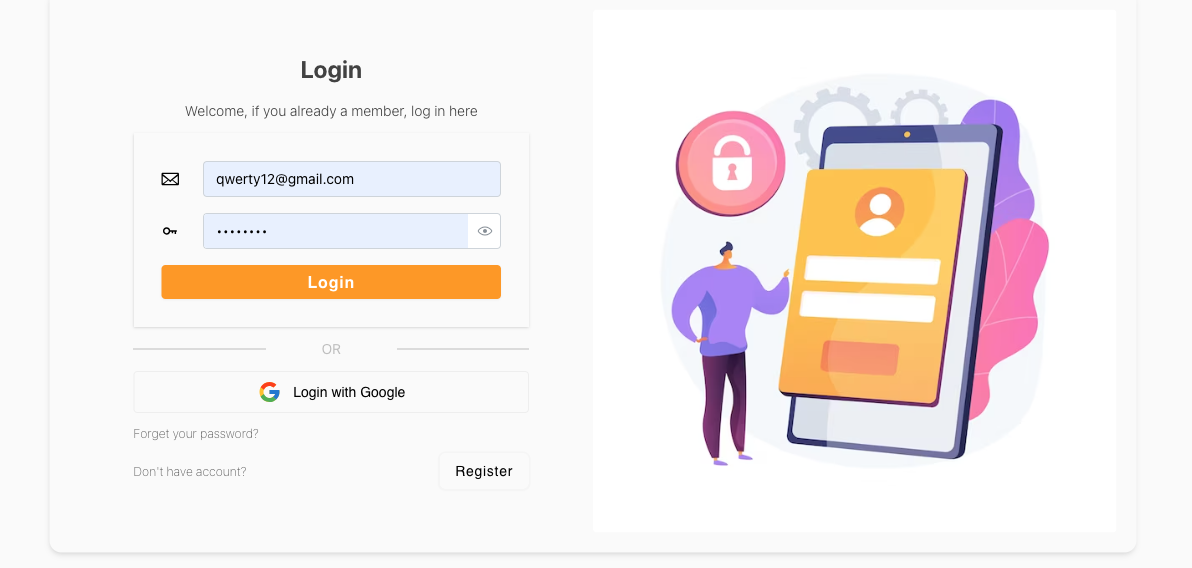 Login
Welcome, if you already a member, log in here
qwerty12@gmail.com
••••••••
Login
OR
Login with Google
Forget your password?
Don't have account?
Register